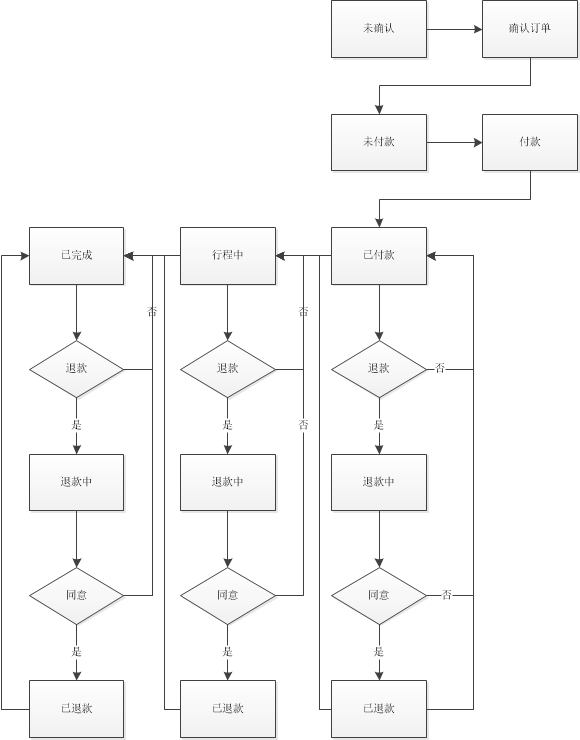 未确认
确认订单
未付款
付款
已完成
行程中
已付款
否
否
退款
退款
退款
否
是
是
否
是
退款中
退款中
退款中
同意
同意
同意
否
是
是
是
已退款
已退款
已退款